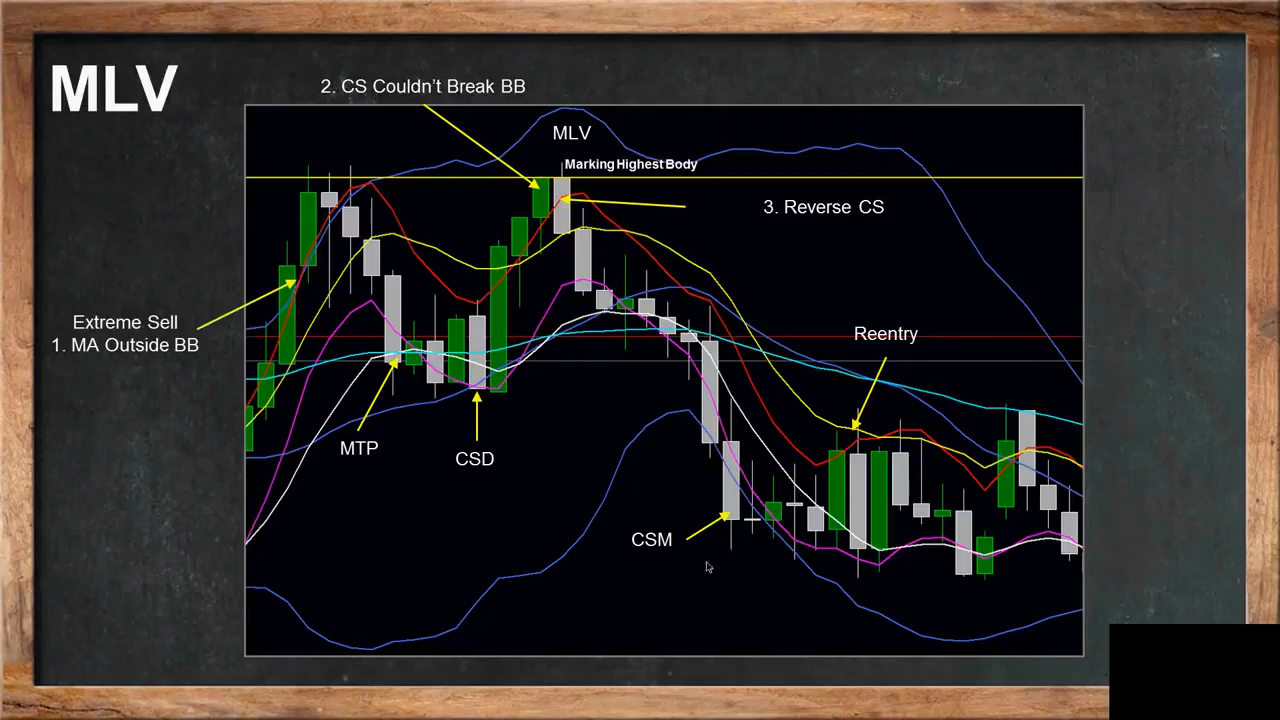 MLV
2. CS Couldn't Break BB
MLV
Marking Highest Body
3. Reverse CS
Extreme Sell
1. MA Outside BB
Reentry
MTP
CSD
CSM